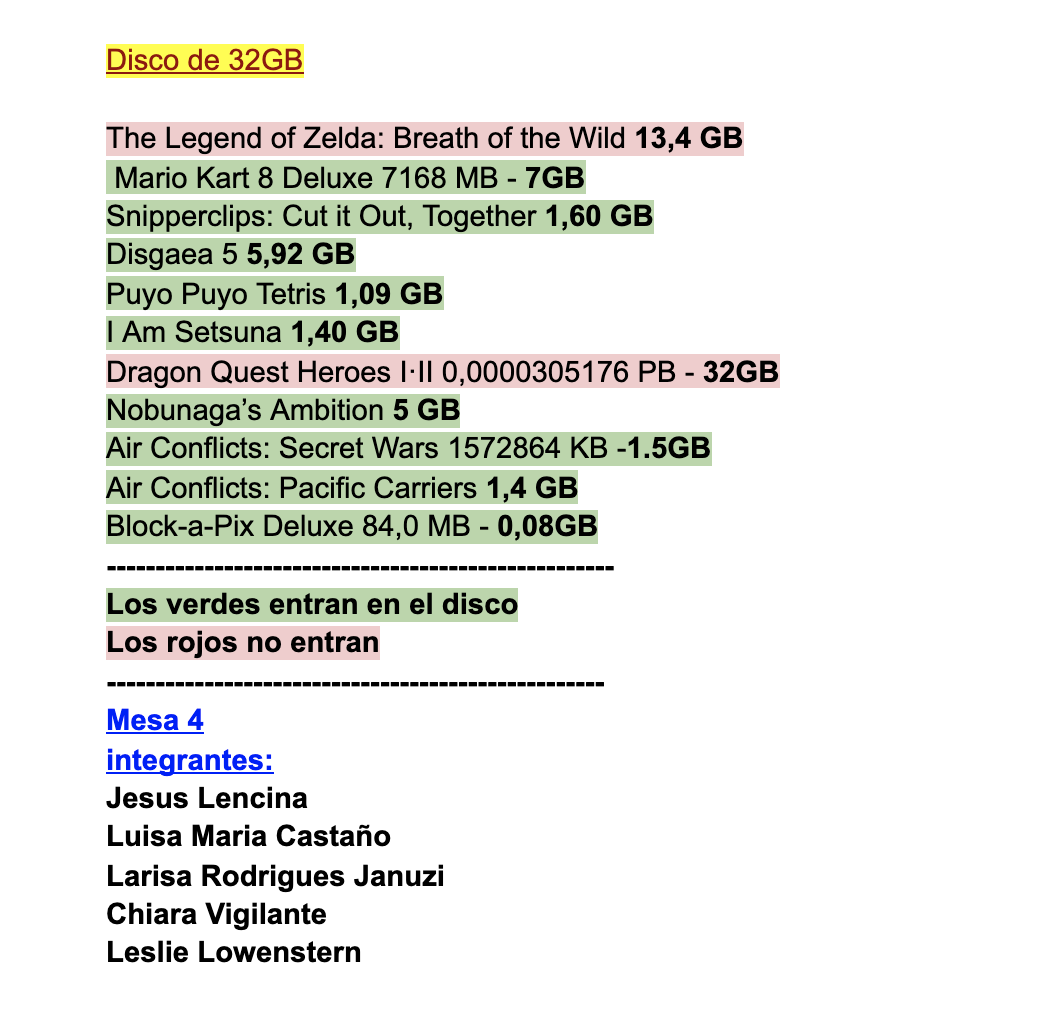 Disco de 32GB
The Legend of Zelda: Breath of the Wild 13,4 GB
Mario Kart 8 Deluxe 7168 MB - 7GB
Snipperclips: Cut it Out, Together 1,60 GB
Disgaea 5 5,92 GB
Puyo Puyo Tetris 1,09 GB
I Am Setsuna 1,40 GB
Dragon Quest Heroes I·II 0,0000305176 PB - 32GB
Nobunaga’s Ambition 5 GB
Air Conflicts: Secret Wars 1572864 KB -1.5GB
Air Conflicts: Pacific Carriers 1,4 GB
Block-a-Pix Deluxe 84,0 MB - 0,08GB
----------------------------------------------------
Los verdes entran en el disco
Los rojos no entran
---------------------------------------------------
Mesa 4
integrantes:
Jesus Lencina
Luisa Maria Castaño
Larisa Rodrigues Januzi
Chiara Vigilante
Leslie Lowenstern